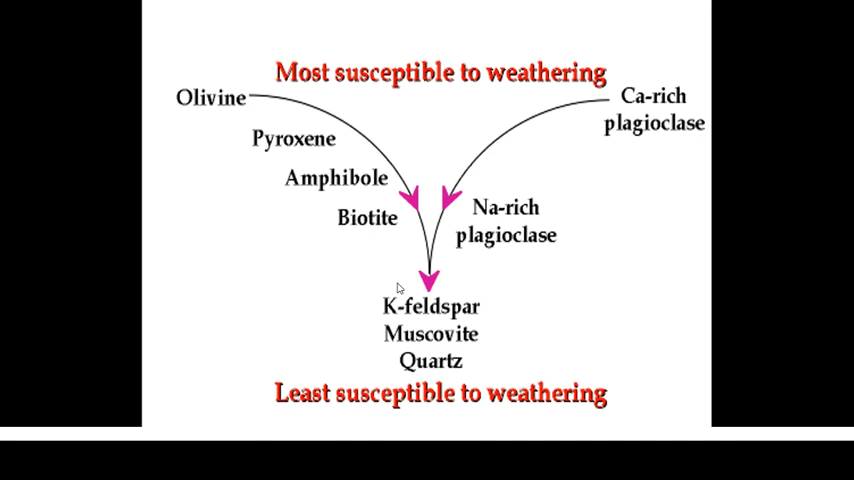 Most susceptible to weathering
Olivine
Ca-rich
plagioclase
Pyroxene
Amphibole
Biotite
Na-rich
plagioclase
K-feldspar
Muscovite
Quartz
Least susceptible to weathering